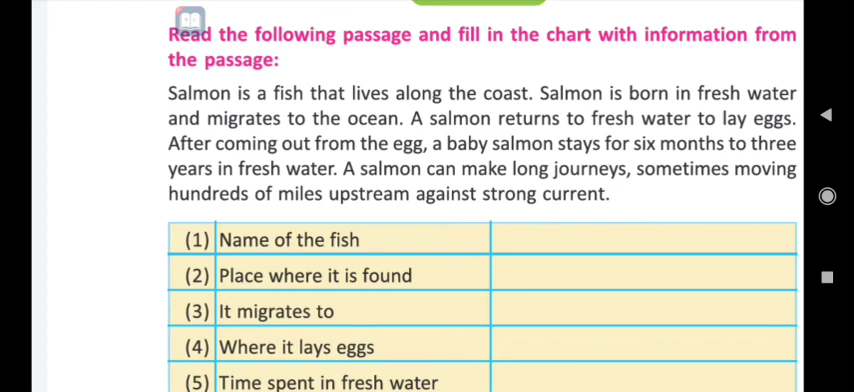 Read the following passage and fill in the chart with information from
the passage:
Salmon is a fish that lives along the coast. Salmon is born in fresh water
and migrates to the ocean. A salmon returns to fresh water to lay eggs.
After coming out from the egg, a baby salmon stays for six months to three
years in fresh water. A salmon can make long journeys, sometimes moving
hundreds of miles upstream against strong current.
(1) Name of the fish
(2) Place where it is found
(3) It migrates to
(4) Where it lays eggs
(5) Time spent in fresh water